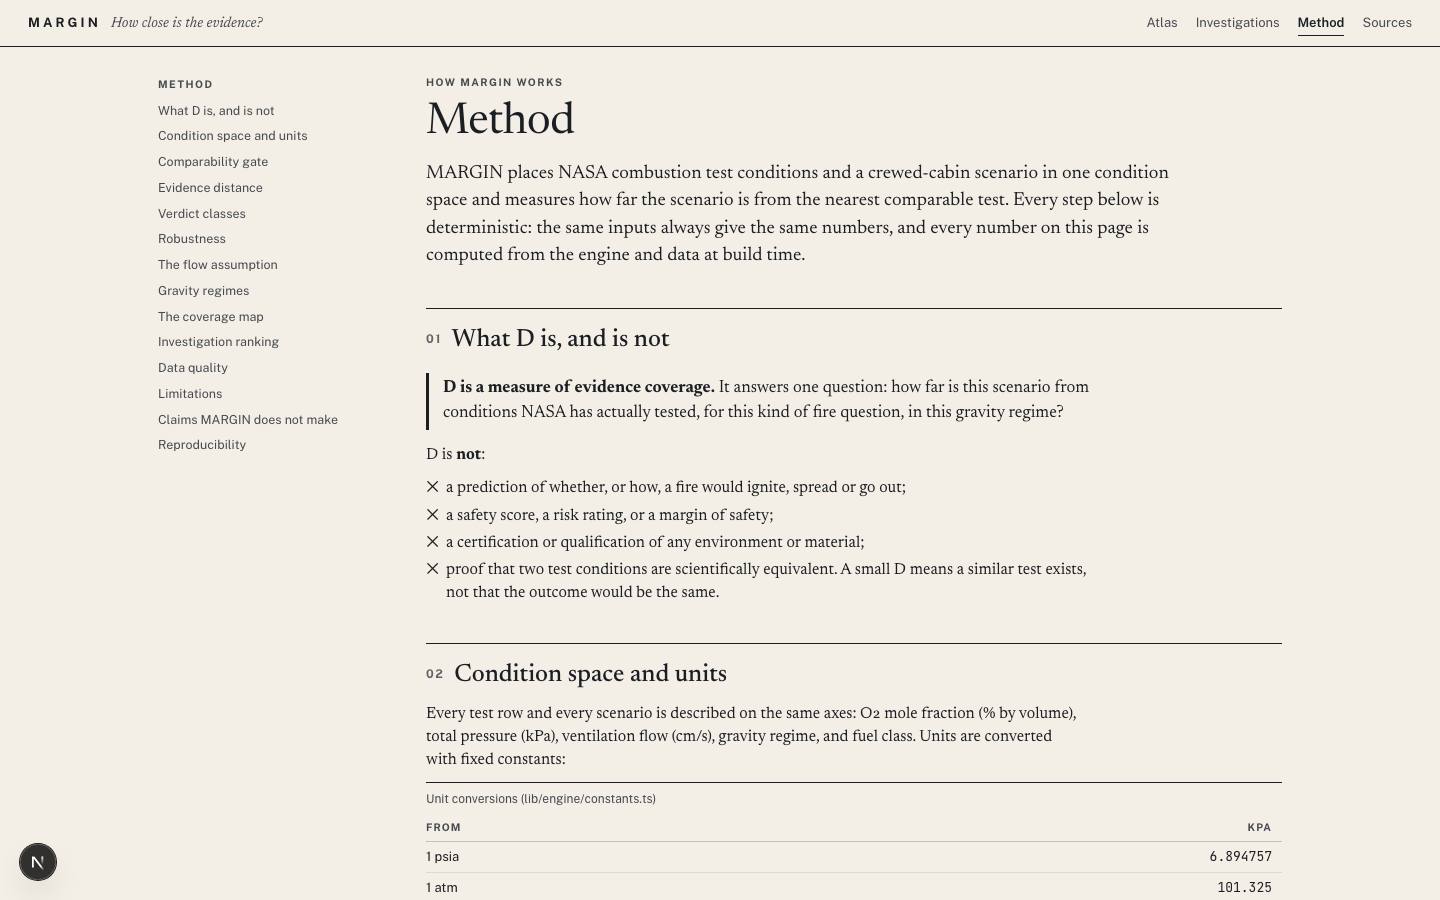 MARGIN How close is the evidence?
Atlas Investigations Method Sources
METHOD
What D is, and is not
Condition space and units
Comparability gate
Evidence distance
Verdict classes
Robustness
The flow assumption
Gravity regimes
The coverage map
Investigation ranking
Data quality
Limitations
Claims MARGIN does not make
Reproducibility
HOW MARGIN WORKS
Method
MARGIN places NASA combustion test conditions and a crewed-cabin scenario in one condition
space and measures how far the scenario is from the nearest comparable test. Every step below is
deterministic: the same inputs always give the same numbers, and every number on this page is
computed from the engine and data at build time.
01 What D is, and is not
D is a measure of evidence coverage. It answers one question: how far is this scenario from
conditions NASA has actually tested, for this kind of fire question, in this gravity regime?
D is not:
✕ a prediction of whether, or how, a fire would ignite, spread or go out;
✕ a safety score, a risk rating, or a margin of safety;
✕ a certification or qualification of any environment or material;
✕ proof that two test conditions are scientifically equivalent. A small D means a similar test exists,
not that the outcome would be the same.
02 Condition space and units
Every test row and every scenario is described on the same axes: O2 mole fraction (% by volume),
total pressure (kPa), ventilation flow (cm/s), gravity regime, and fuel class. Units are converted
with fixed constants:
Unit conversions (lib/engine/constants.ts)
FROM KPA
1 psia 6.894757
1 atm 101.325
N